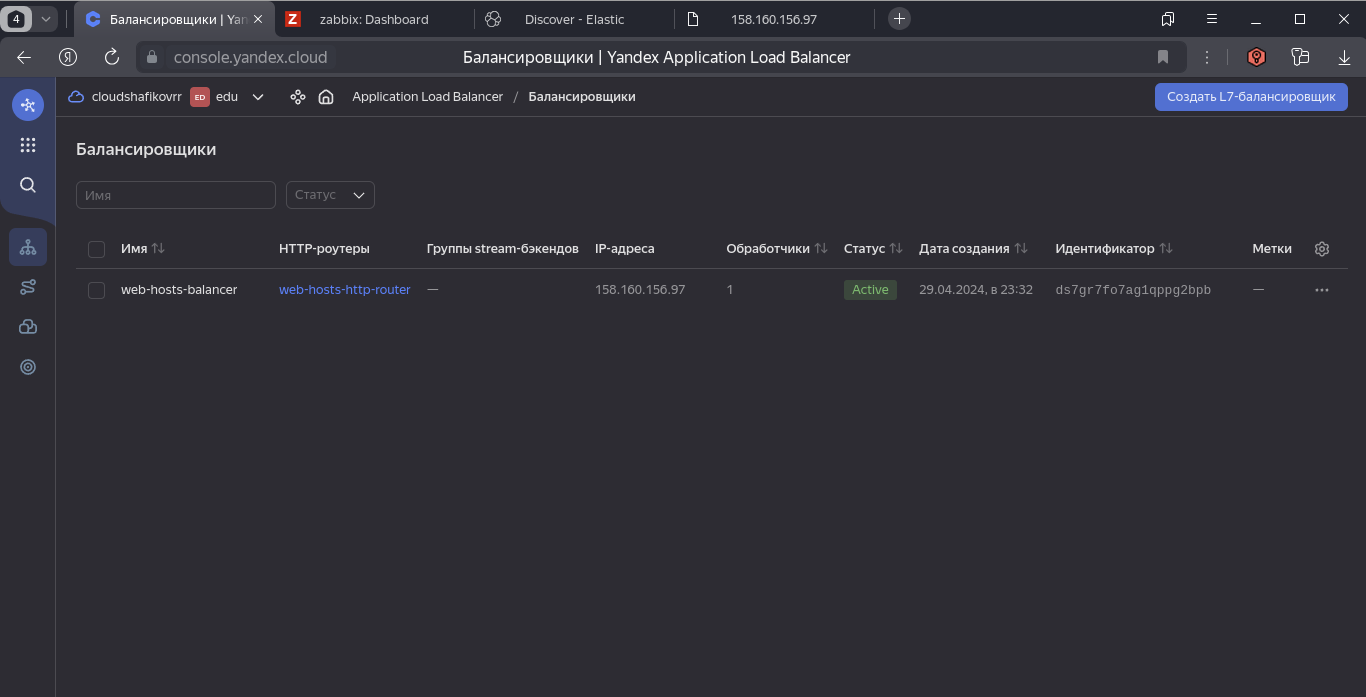 4 Балансировщики | Yan zabbix: Dashboard Discover - Elastic 158.160.156.97
Я console.yandex.cloud Балансировщики | Yandex Application Load Balancer
cloudshafikovrr ED edu Application Load Balancer / Балансировщики Создать L7-балансировщик
Балансировщики
Имя Статус
Имя HTTP-роутеры Группы stream-бэкендов IP-адреса Обработчики Статус Дата создания Идентификатор Метки
web-hosts-balancer web-hosts-http-router — 158.160.156.97 1 Active 29.04.2024, в 23:32 ds7gr7fo7ag1qppg2bpb —